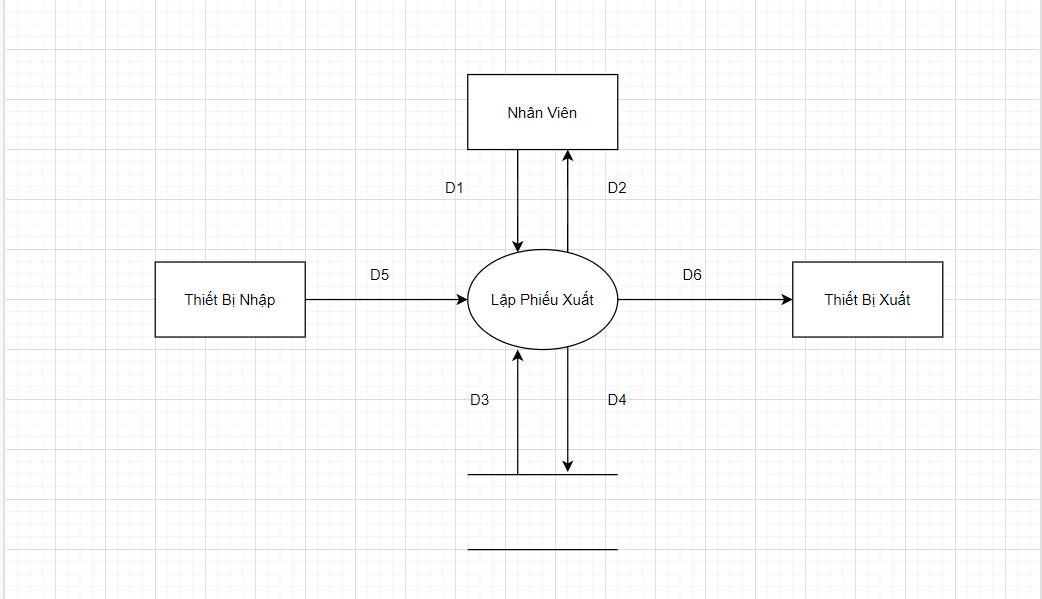 Nhân Viên
D1
D2
D5
D6
Thiết Bị Nhập
Lập Phiếu Xuất
Thiết Bị Xuất
D3
D4